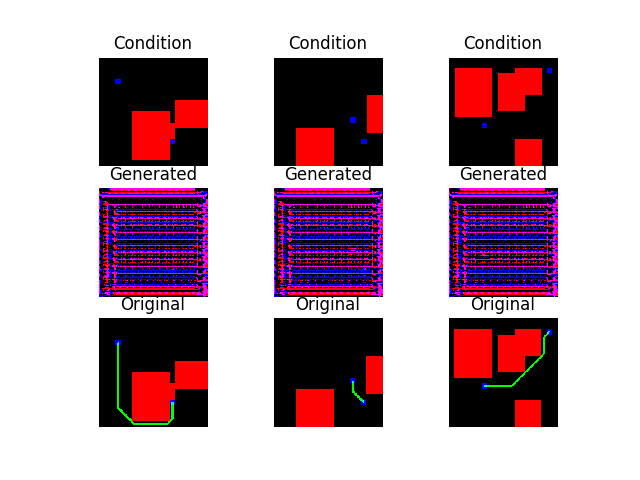 Condition Condition Condition
Generated Generated Generated
Original Original Original